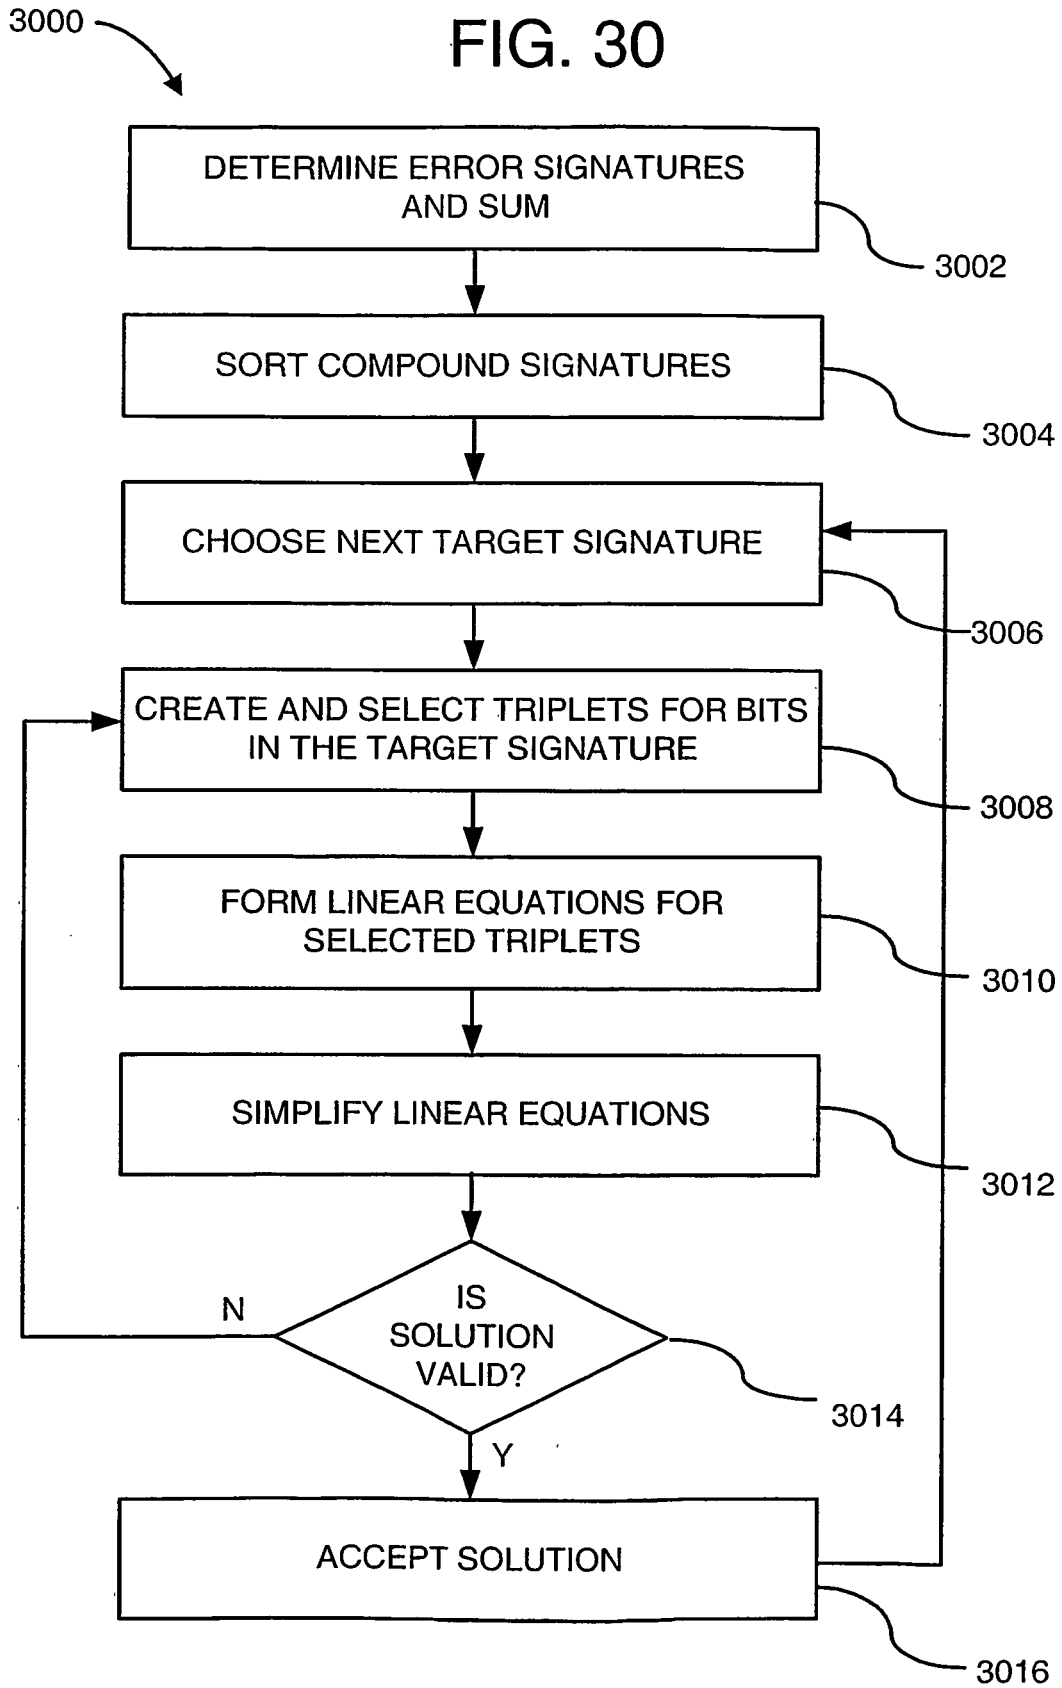 3000
FIG. 30
DETERMINE ERROR SIGNATURES
AND SUM
3002
SORT COMPOUND SIGNATURES
3004
CHOOSE NEXT TARGET SIGNATURE
3006
CREATE AND SELECT TRIPLETS FOR BITS
IN THE TARGET SIGNATURE
3008
FORM LINEAR EQUATIONS FOR
SELECTED TRIPLETS
3010
SIMPLIFY LINEAR EQUATIONS
3012
N
IS
SOLUTION
VALID?
3014
Y
ACCEPT SOLUTION
3016